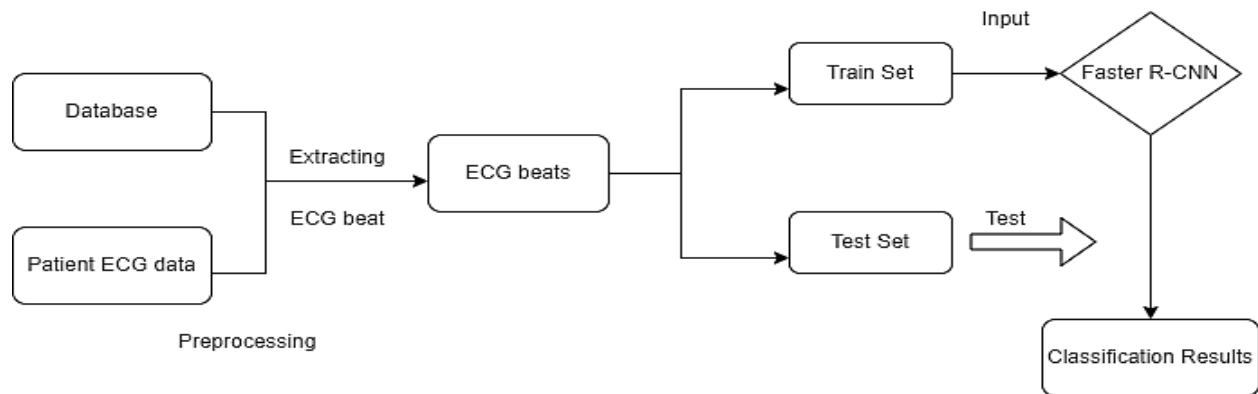 Input
Train Set
Faster R-CNN
Database
Extracting
ECG beats
ECG beat
Test
Test Set
Patient ECG data
Preprocessing
Classification Results